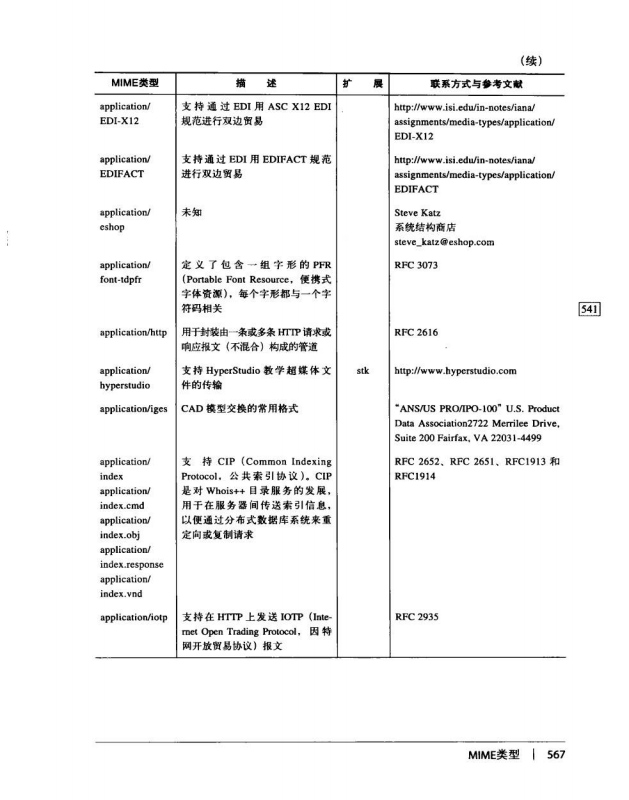 （续）
MIME类型 描 述 扩 展 联系方式与参考文献
application/ 支持通过 EDI 用 ASC X12 EDI http://www.isi.edu/in-notes/iana/
EDI-X12 规范进行双边贸易 assignments/media-types/application/
EDI-X12
application/ 支持通过 EDI 用 EDIFACT 规范 http://www.isi.edu/in-notes/iana/
EDIFACT 进行双边贸易 assignments/media-types/application/
EDIFACT
application/ 未知 Steve Katz
eshop 系统结构商店
steve_katz@eshop.com
application/ 定义了包含一组字形的 PFR RFC 3073
font-tdpfr （Portable Font Resource，便携式
字体资源），每个字形都与一个字
符码相关
541
application/http 用于封装由一条或多条 HTTP 请求或 RFC 2616
响应报文（不混合）构成的管道
application/ 支持 HyperStudio 教学超媒体文 stk http://www.hyperstudio.com
hyperstudio 件的传输
application/iges CAD 模型交换的常用格式 “ANS/US PRO/IPO-100” U.S. Product
Data Association2722 Merrilee Drive,
Suite 200 Fairfax, VA 22031-4499
application/ 支 持 CIP（Common Indexing RFC 2652、RFC 2651、RFC1913 和
index Protocol，公共索引协议）。CIP RFC1914
application/ 是对 Whois++ 目录服务的发展，
index.cmd 用于在服务器间传送索引信息，
application/ 以便通过分布式数据库系统来重
index.obj 定向或复制请求
application/
index.response
application/
index.vnd
application/iotp 支持在 HTTP 上发送 IOTP（Inte- RFC 2935
rnet Open Trading Protocol，因特
网开放贸易协议）报文
MIME类型 | 567